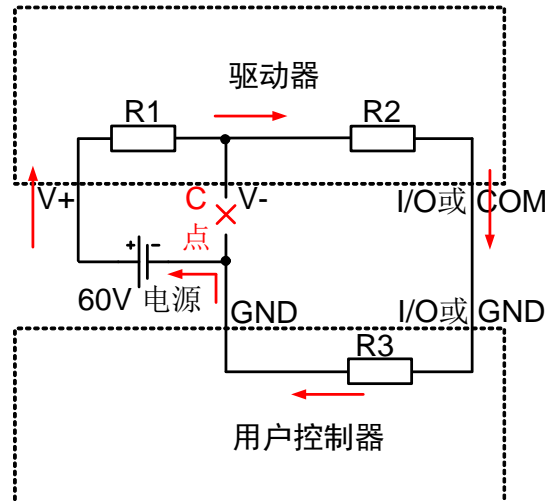 驱动器
R1
R2
V+
C
点
V-
I/O或 COM
60V 电源
GND
I/O或 GND
R3
用户控制器